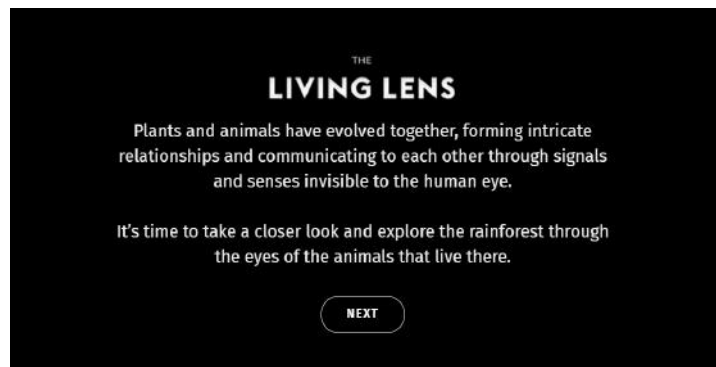 THE
LIVING LENS
Plants and animals have evolved together, forming intricate
relationships and communicating to each other through signals
and senses invisible to the human eye.
It's time to take a closer look and explore the rainforest through
the eyes of the animals that live there.
NEXT